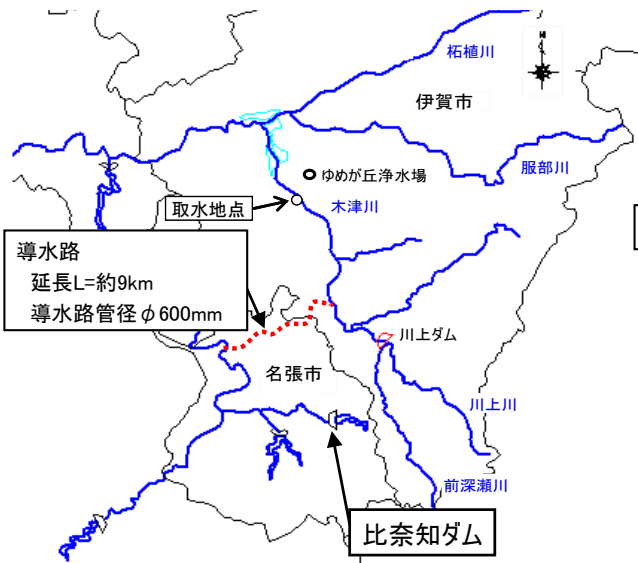 柘植川
N
伊賀市
服部川
ゆめが丘浄水場
取水地点
木津川
導水路
延長L=約9km
導水路管径φ600mm
川上ダム
名張市
川上川
前深瀬川
比奈知ダム